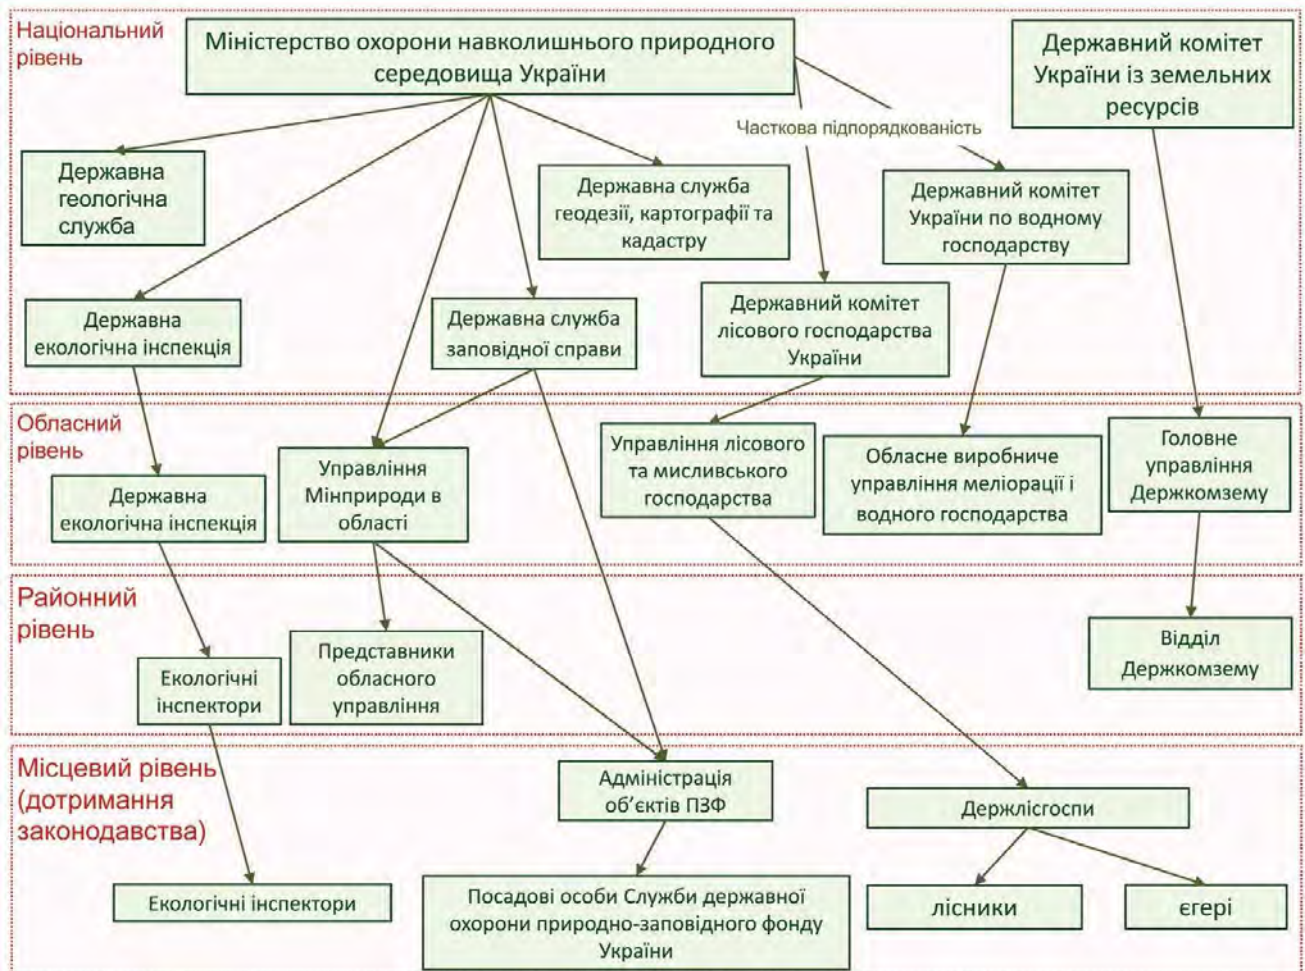 Національний
рівень
Міністерство охорони навколишнього природного
середовища України
Державний комітет
України із земельних
ресурсів
Часткова підпорядкованість
Державна
геологічна
служба
Державна служба
геодезії, картографії та
кадастру
Державний комітет
України по водному
господарству
Державна
екологічна інспекція
Державна служба
заповідної справи
Державний комітет
лісового господарства
України
Обласний
рівень
Державна
екологічна інспекція
Управління
Мінприроди в
області
Управління лісового
та мисливського
господарства
Обласне виробниче
управління меліорації і
водного господарства
Головне
управління
Держкомзему
Районний
рівень
Екологічні
інспектори
Представники
обласного
управління
Відділ
Держкомзему
Місцевий рівень
(дотримання
законодавства)
Адміністрація
об’єктів ПЗФ
Держлісгоспи
Екологічні інспектори
Посадові особи Служби державної
охорони природно-заповідного фонду
України
лісники
єгері